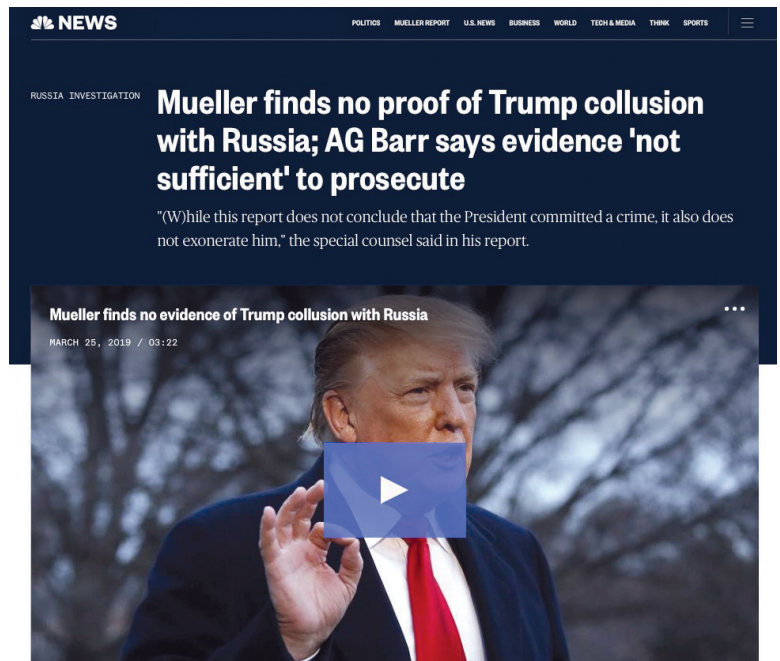 NEWS
POLITICS MUELLER REPORT U.S. NEWS BUSINESS WORLD TECH & MEDIA THINK SPORTS
RUSSIA INVESTIGATION
Mueller finds no proof of Trump collusion
with Russia; AG Barr says evidence 'not
sufficient' to prosecute
"(W)hile this report does not conclude that the President committed a crime, it also does
not exonerate him," the special counsel said in his report.
Mueller finds no evidence of Trump collusion with Russia
MARCH 25, 2019 / 03:22